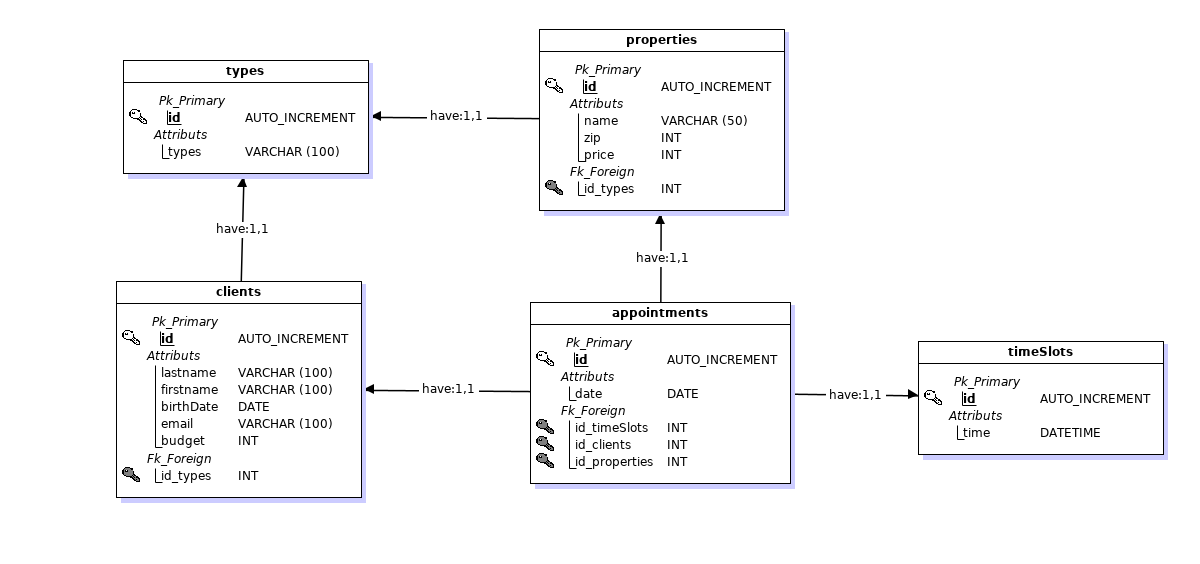 types
Pk_Primary
id AUTO_INCREMENT
Attributs
types VARCHAR (100)
have:1,1
properties
Pk_Primary
id AUTO_INCREMENT
Attributs
name VARCHAR (50)
zip INT
price INT
Fk_Foreign
id_types INT
have:1,1
have:1,1
clients
Pk_Primary
id AUTO_INCREMENT
Attributs
lastname VARCHAR (100)
firstname VARCHAR (100)
birthDate DATE
email VARCHAR (100)
budget INT
Fk_Foreign
id_types INT
have:1,1
appointments
Pk_Primary
id AUTO_INCREMENT
Attributs
date DATE
Fk_Foreign
id_timeSlots INT
id_clients INT
id_properties INT
have:1,1
timeSlots
Pk_Primary
id AUTO_INCREMENT
Attributs
time DATETIME